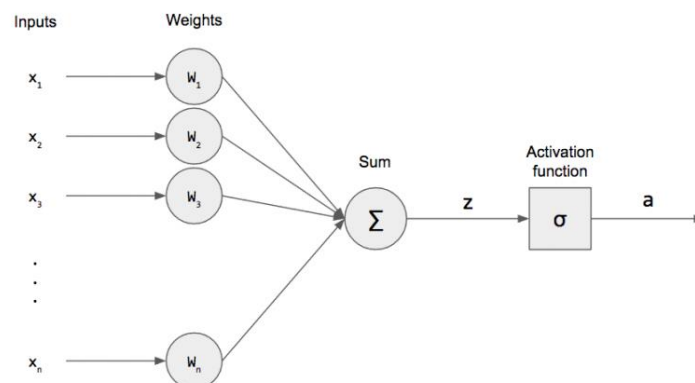 Inputs Weights
x₁ W₁
x₂ W₂
Sum
Activation
function
x₃ W₃
Σ z σ a
.
.
.
xₙ Wₙ